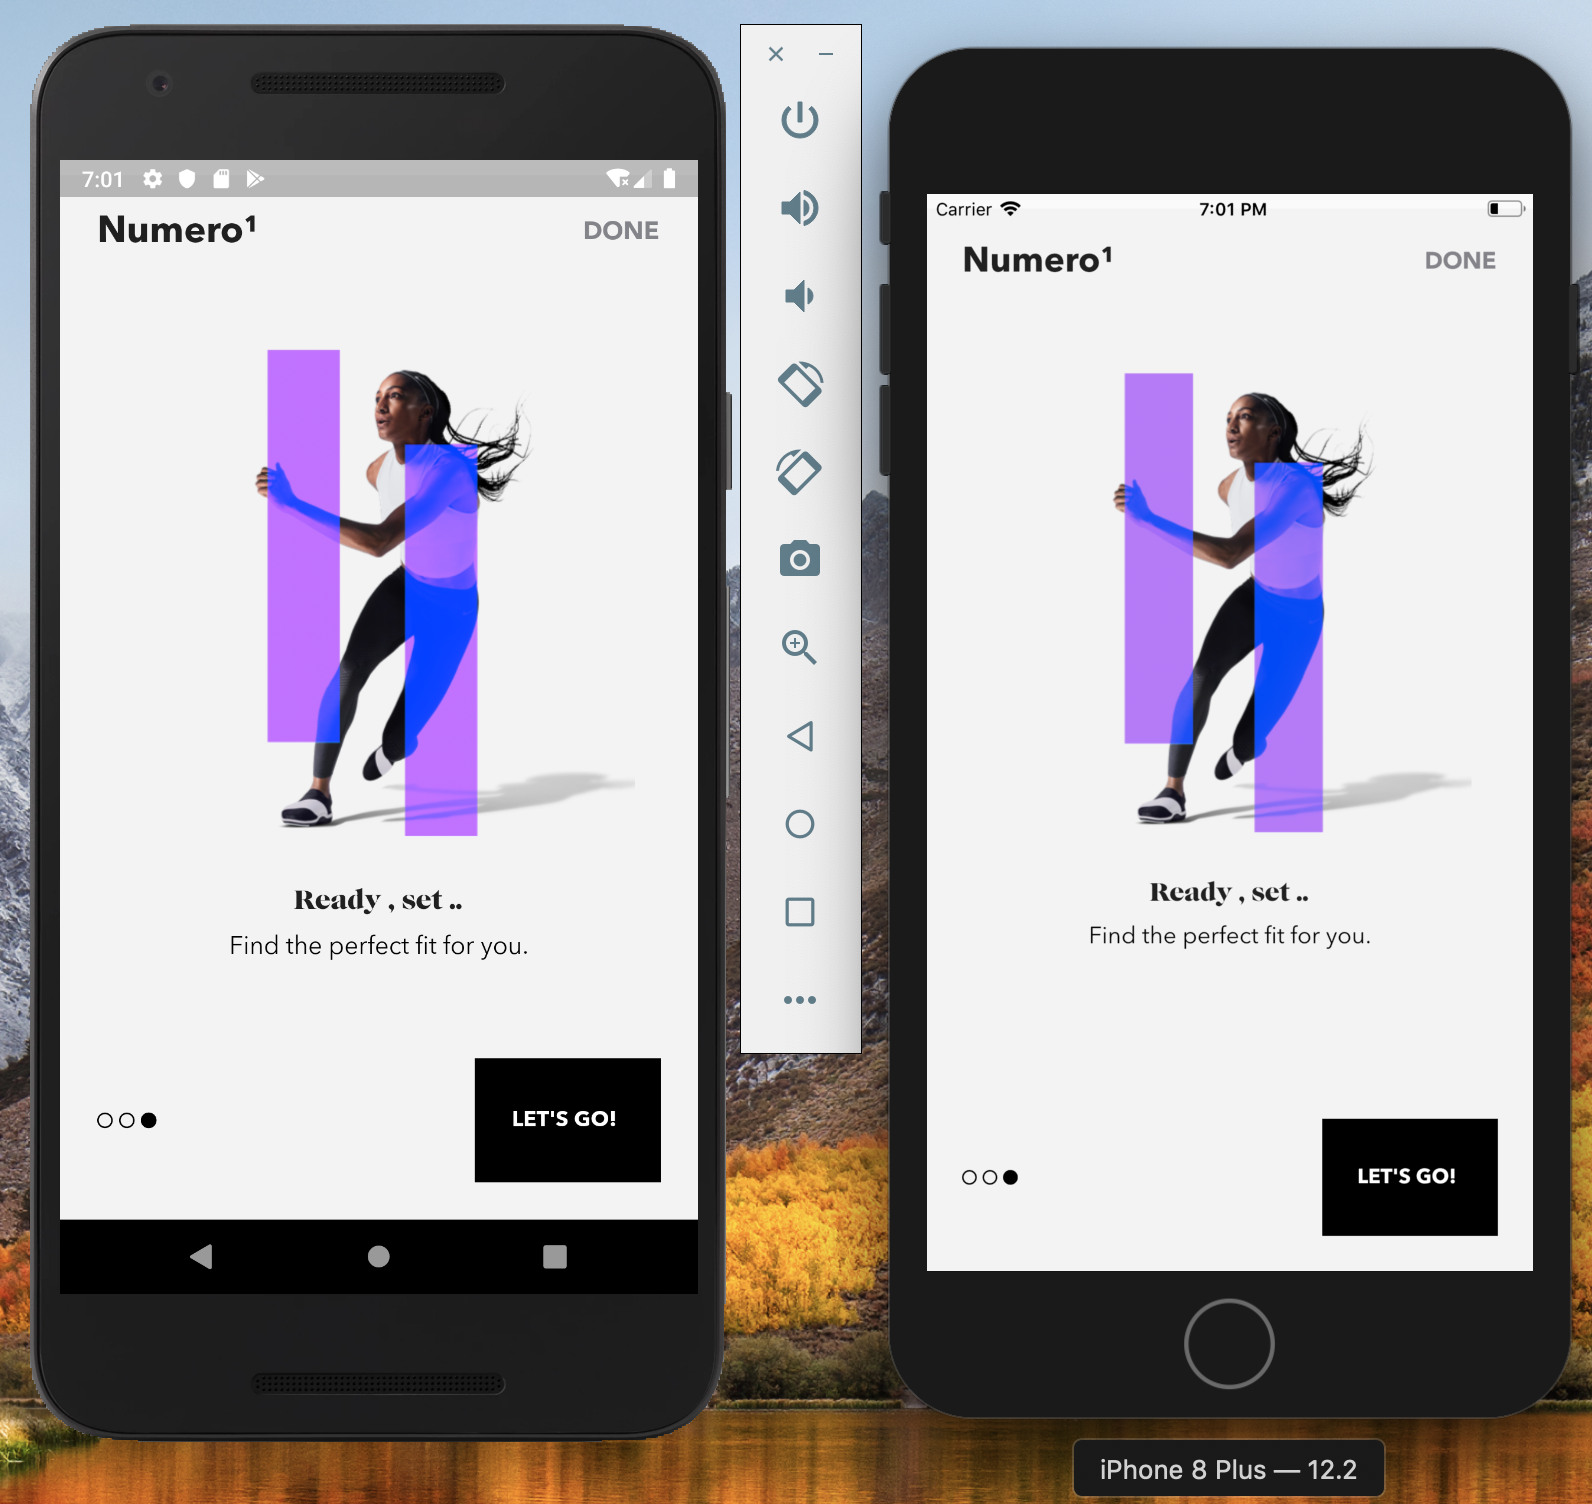 7:01
Numero¹
DONE
Ready , set ..
Find the perfect fit for you.
LET'S GO!
Carrier
7:01 PM
Numero¹
DONE
Ready , set ..
Find the perfect fit for you.
LET'S GO!
iPhone 8 Plus — 12.2